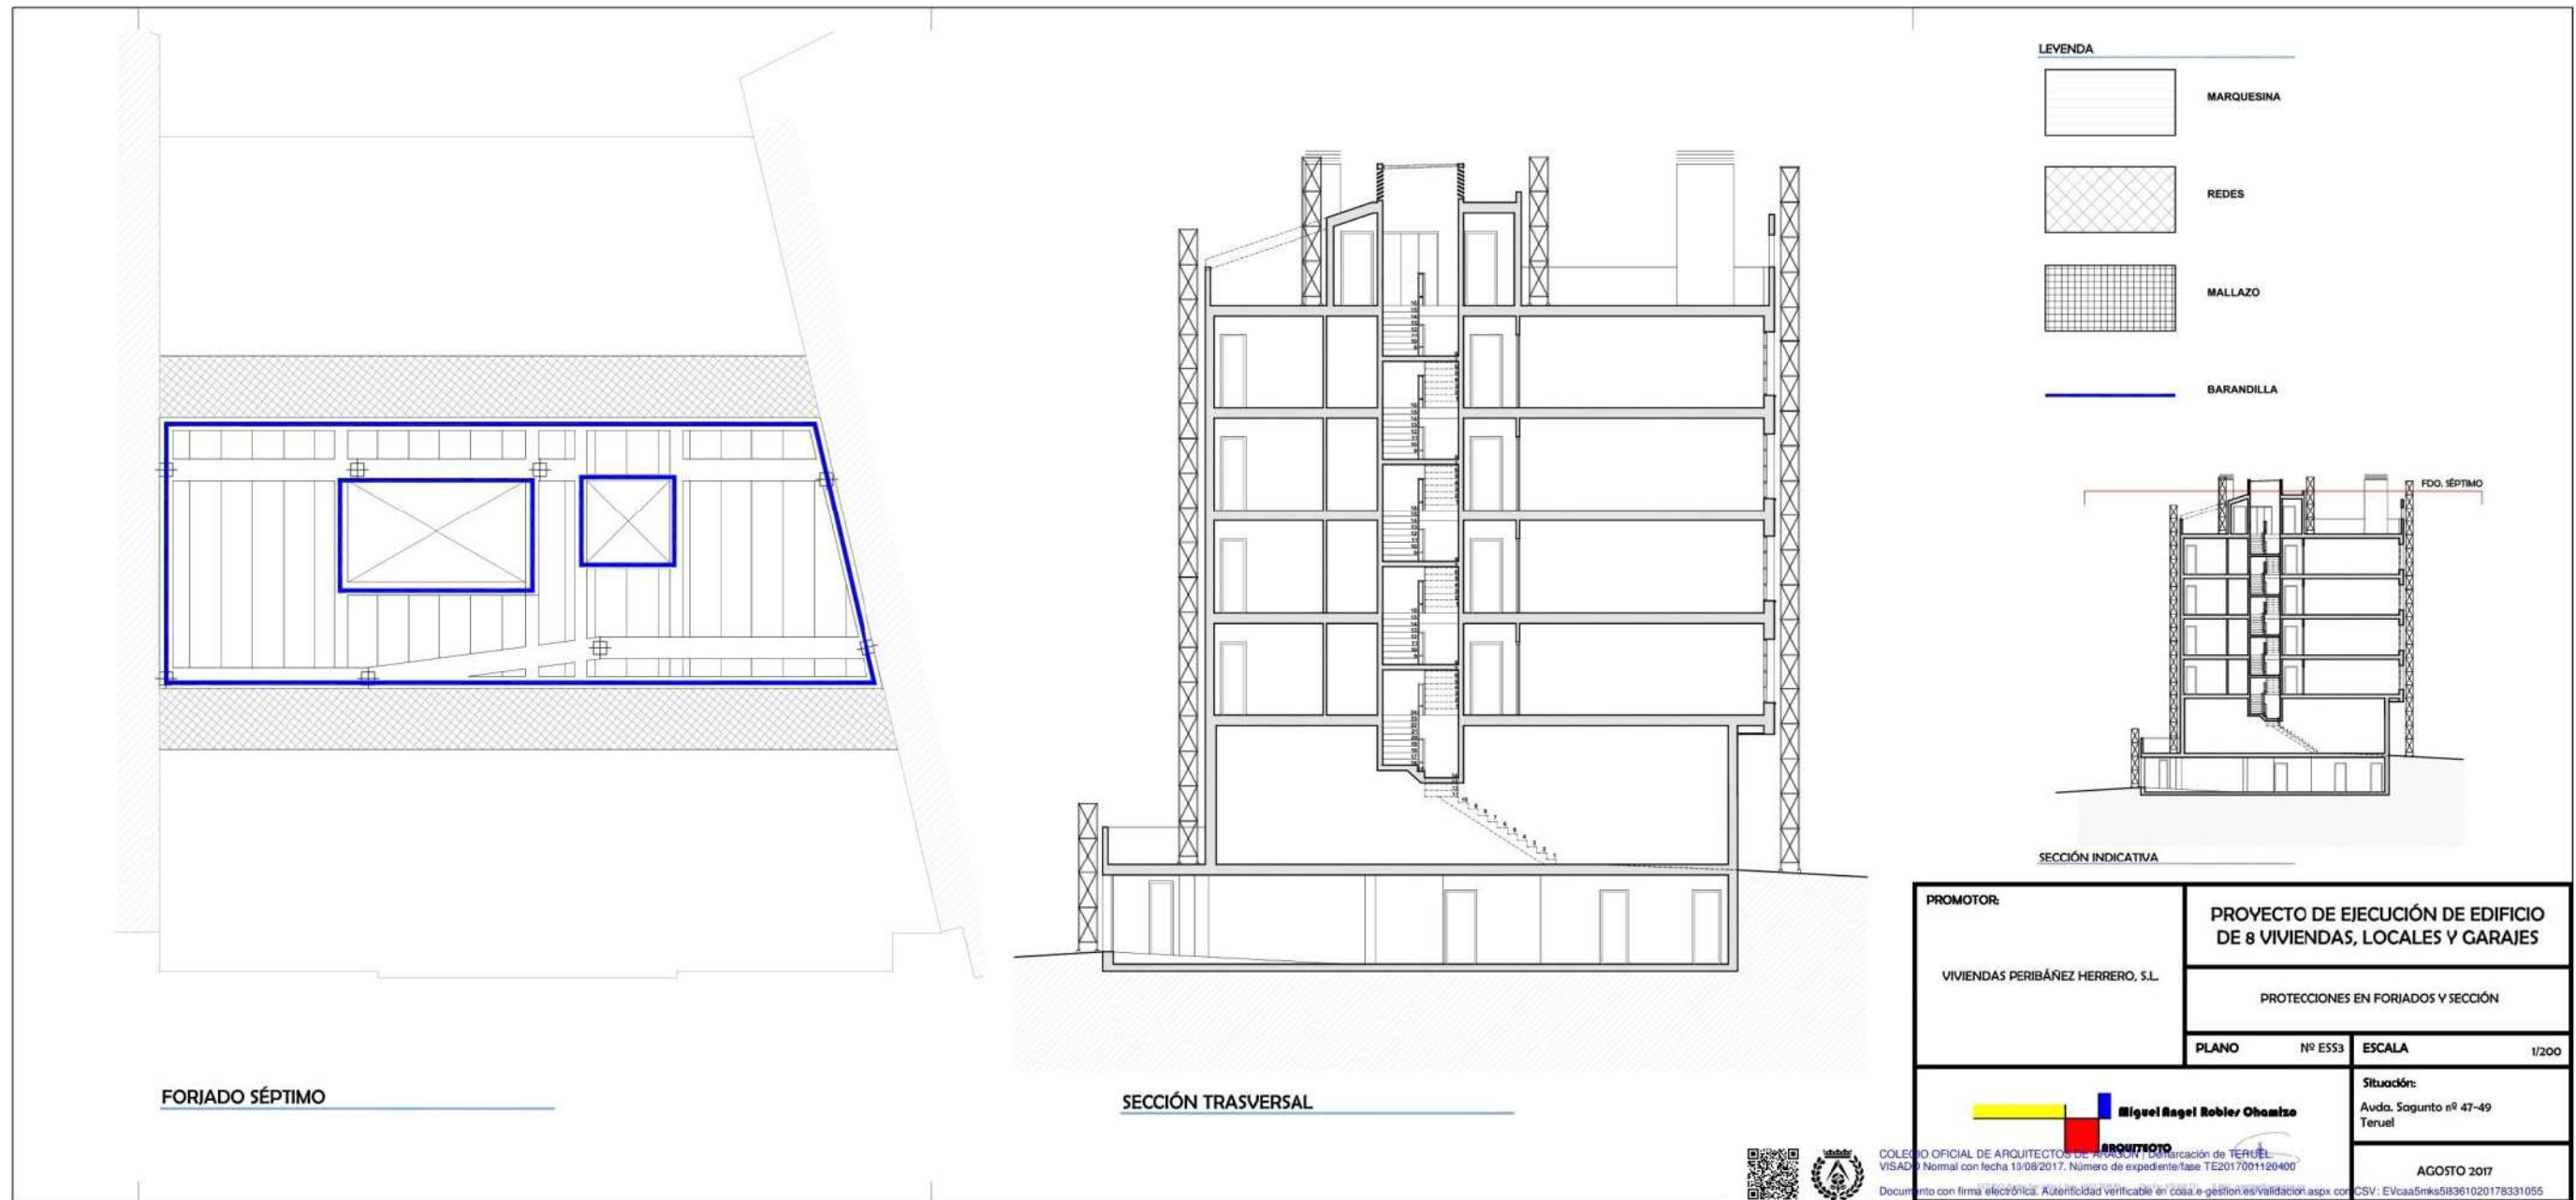 LEYENDA
MARQUESINA
REDES
MALLAZO
BARANDILLA
FDO. SÉPTIMO
SECCIÓN INDICATIVA
FORJADO SÉPTIMO
SECCIÓN TRASVERSAL
PROMOTOR:
VIVIENDAS PERIBÁÑEZ HERRERO, S.L.
PROYECTO DE EJECUCIÓN DE EDIFICIO
DE 8 VIVIENDAS, LOCALES Y GARAJES
PROTECCIONES EN FORJADOS Y SECCIÓN
PLANO Nº ESS3 ESCALA 1/200
Miguel Angel Robles Chamizo
ARQUITECTO
Situación:
Avda. Sagunto nº 47-49
Teruel
AGOSTO 2017
COLEGIO OFICIAL DE ARQUITECTOS DE ARAGÓN | Demarcación de TERUEL
VISADO Normal con fecha 10/08/2017. Número de expediente/fase TE2017001120400
Documento con firma electrónica. Autenticidad verificable en coaa.e-gestion.es/validacion.aspx con CSV: EVcaa5mks5I8361020178331055